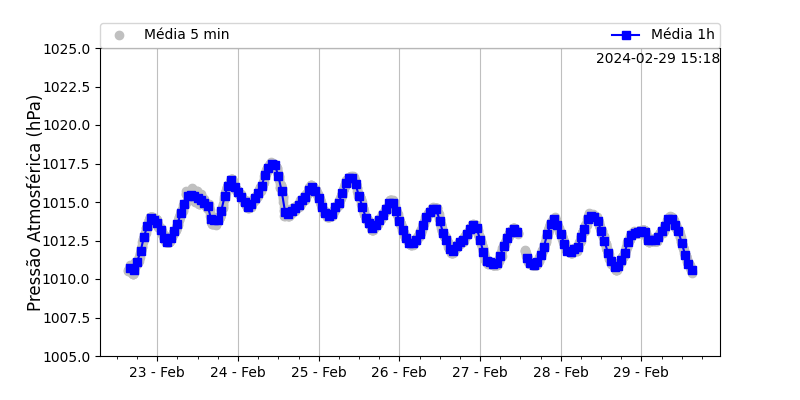 Média 5 min
Média 1h
2024-02-29 15:18
Pressão Atmosférica (hPa)
1025.0
1022.5
1020.0
1017.5
1015.0
1012.5
1010.0
1007.5
1005.0
23 - Feb
24 - Feb
25 - Feb
26 - Feb
27 - Feb
28 - Feb
29 - Feb